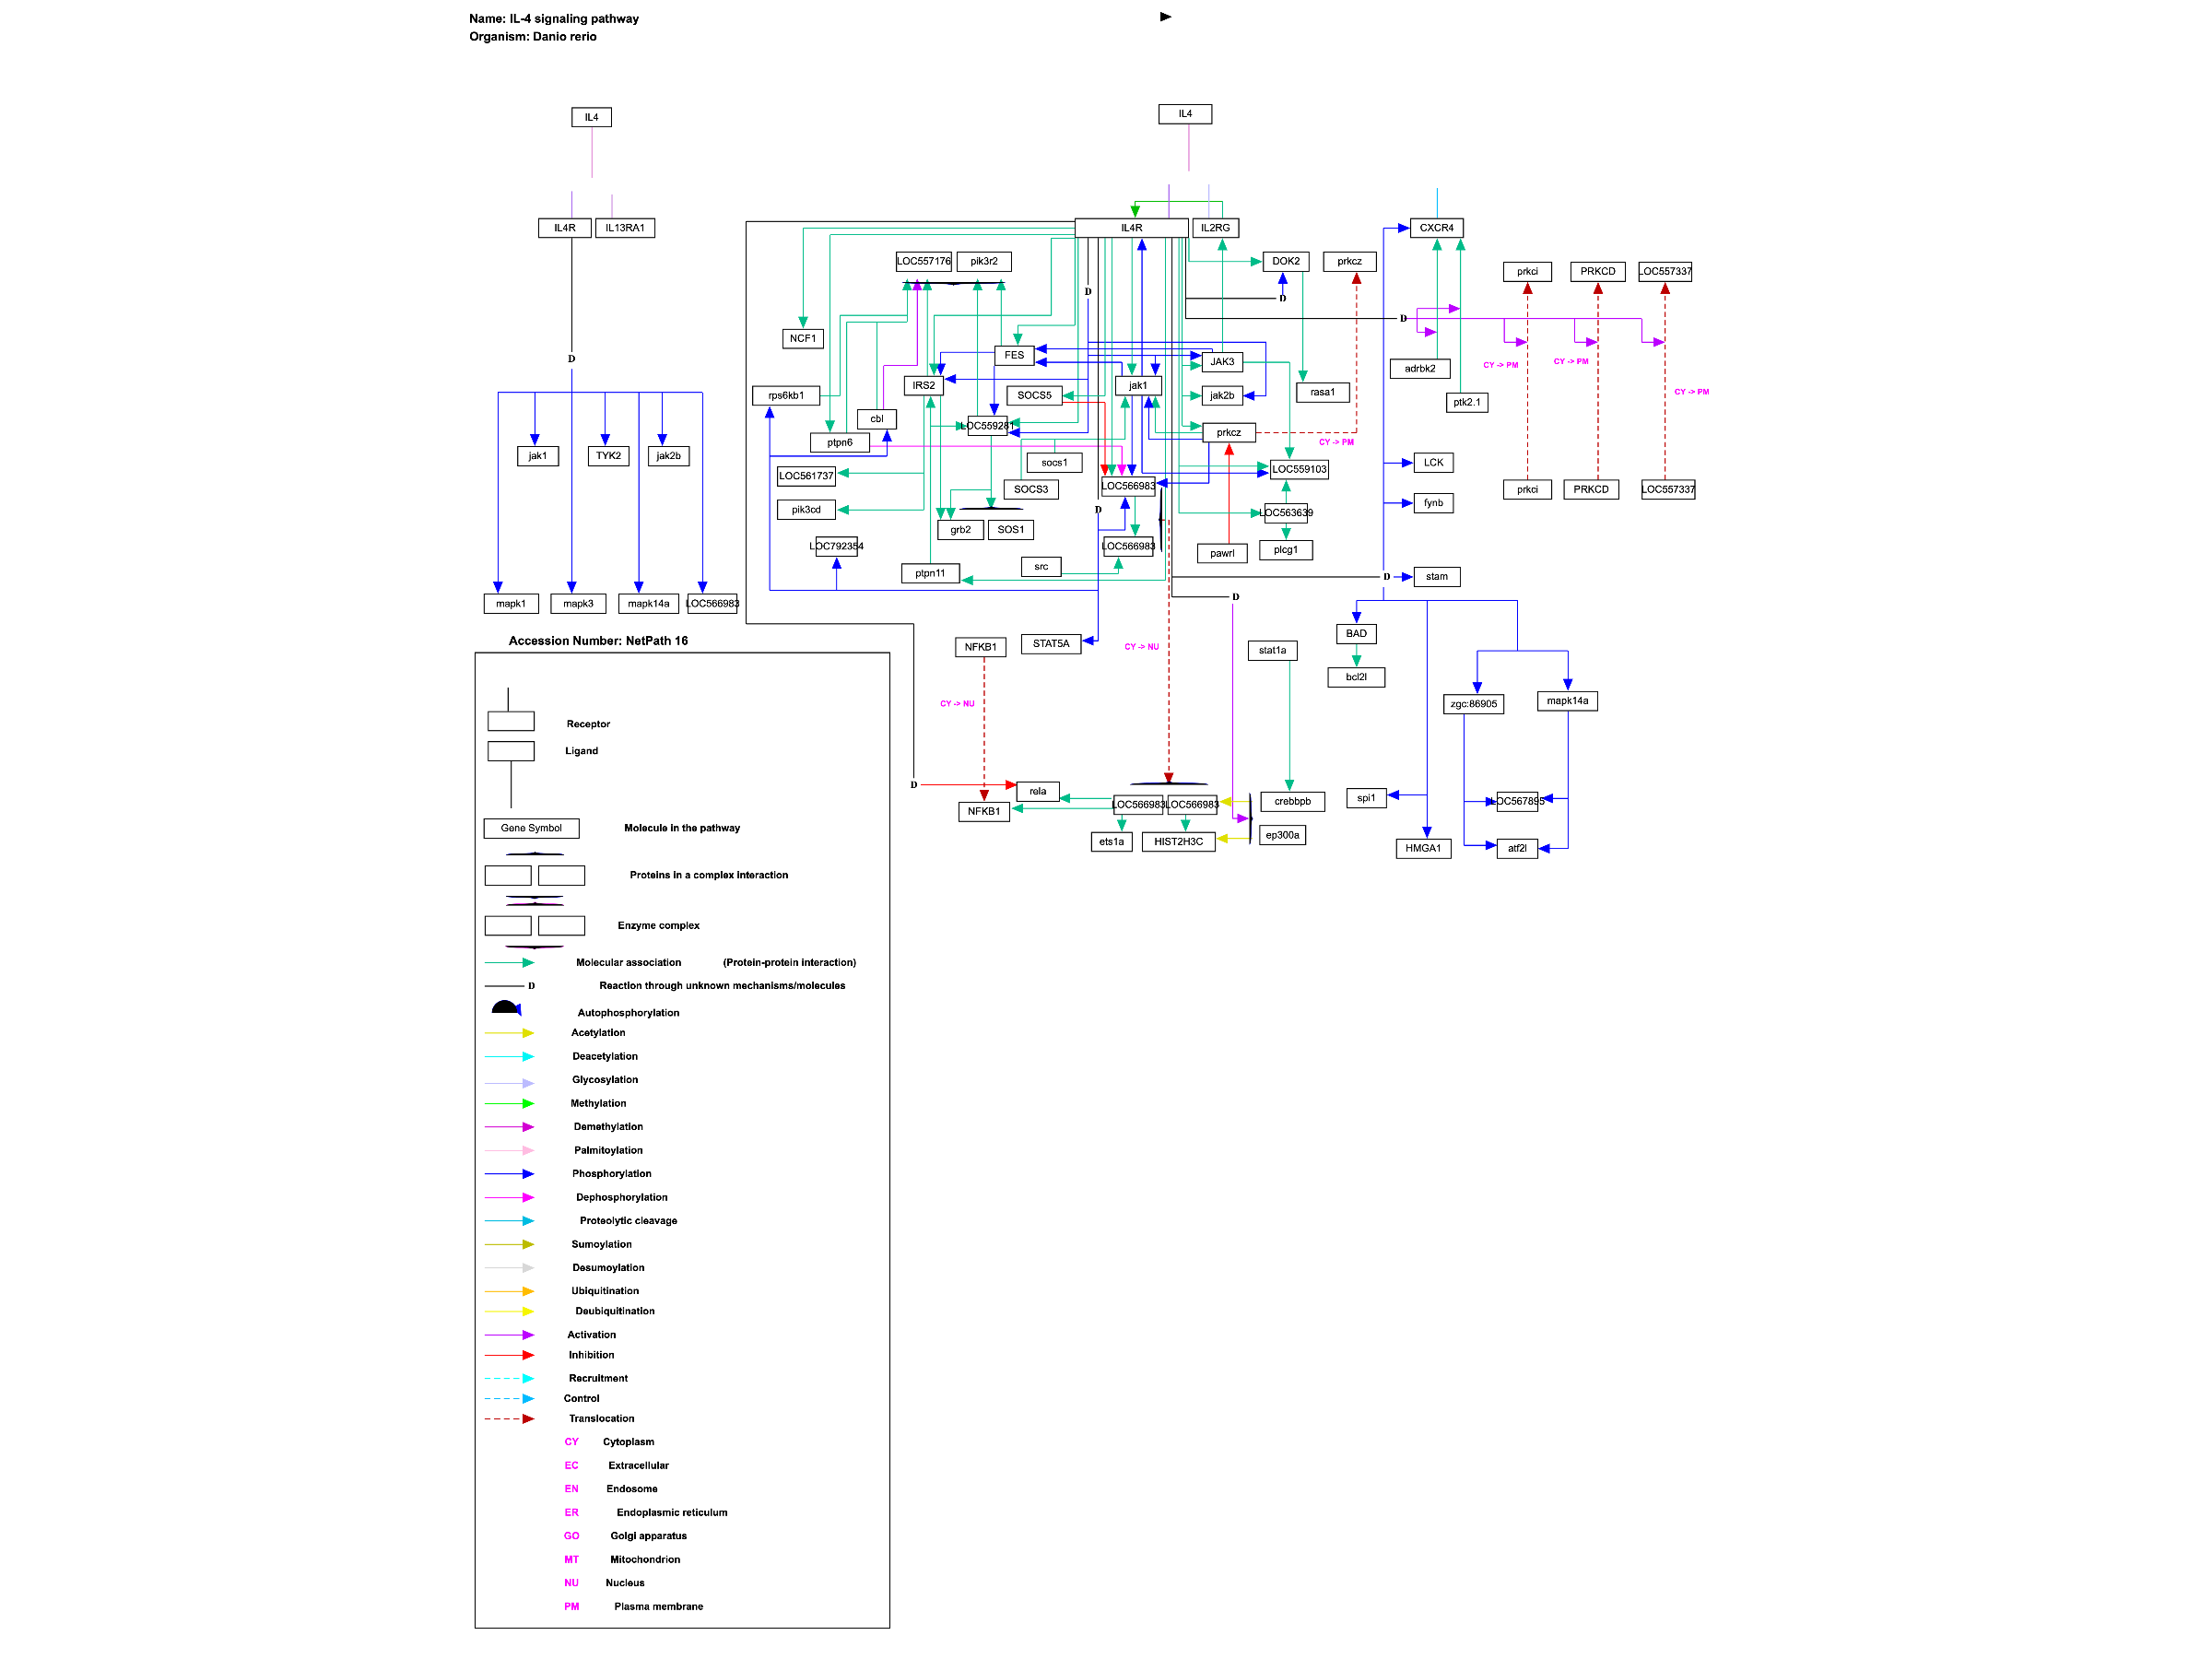 Name: IL-4 signaling pathway
Organism: Danio rerio
IL4
IL4
IL4R
IL13RA1
IL4R
IL2RG
CXCR4
LOC557176
pik3r2
DOK2
prkcz
prkci
PRKCD
LOC557337
D
D
D
NCF1
FES
JAK3
D
CY -> PM
CY -> PM
adrbk2
IRS2
jak1
rps6kb1
SOCS5
jak2b
rasa1
CY -> PM
ptk2.1
cbl
LOC559281
ptpn6
prkcz
CY -> PM
jak1
TYK2
jak2b
socs1
LCK
LOC561737
LOC559103
SOCS3
LOC566983
prkci
PRKCD
LOC557337
pik3cd
D
LOC563639
fynb
grb2
SOS1
LOC792354
LOC566983
pawrl
plcg1
ptpn11
src
D
stam
mapk1
mapk3
mapk14a
LOC566983
D
Accession Number: NetPath 16
NFKB1
STAT5A
CY -> NU
stat1a
BAD
bcl2l
CY -> NU
zgc:86905
mapk14a
D
rela
NFKB1
LOC566983
LOC566983
crebbpb
spi1
LOC567895
ets1a
HIST2H3C
ep300a
HMGA1
atf2l
Receptor
Ligand
Gene Symbol
Molecule in the pathway
Proteins in a complex interaction
Enzyme complex
Molecular association (Protein-protein interaction)
D Reaction through unknown mechanisms/molecules
Autophosphorylation
Acetylation
Deacetylation
Glycosylation
Methylation
Demethylation
Palmitoylation
Phosphorylation
Dephosphorylation
Proteolytic cleavage
Sumoylation
Desumoylation
Ubiquitination
Deubiquitination
Activation
Inhibition
Recruitment
Control
Translocation
CY Cytoplasm
EC Extracellular
EN Endosome
ER Endoplasmic reticulum
GO Golgi apparatus
MT Mitochondrion
NU Nucleus
PM Plasma membrane